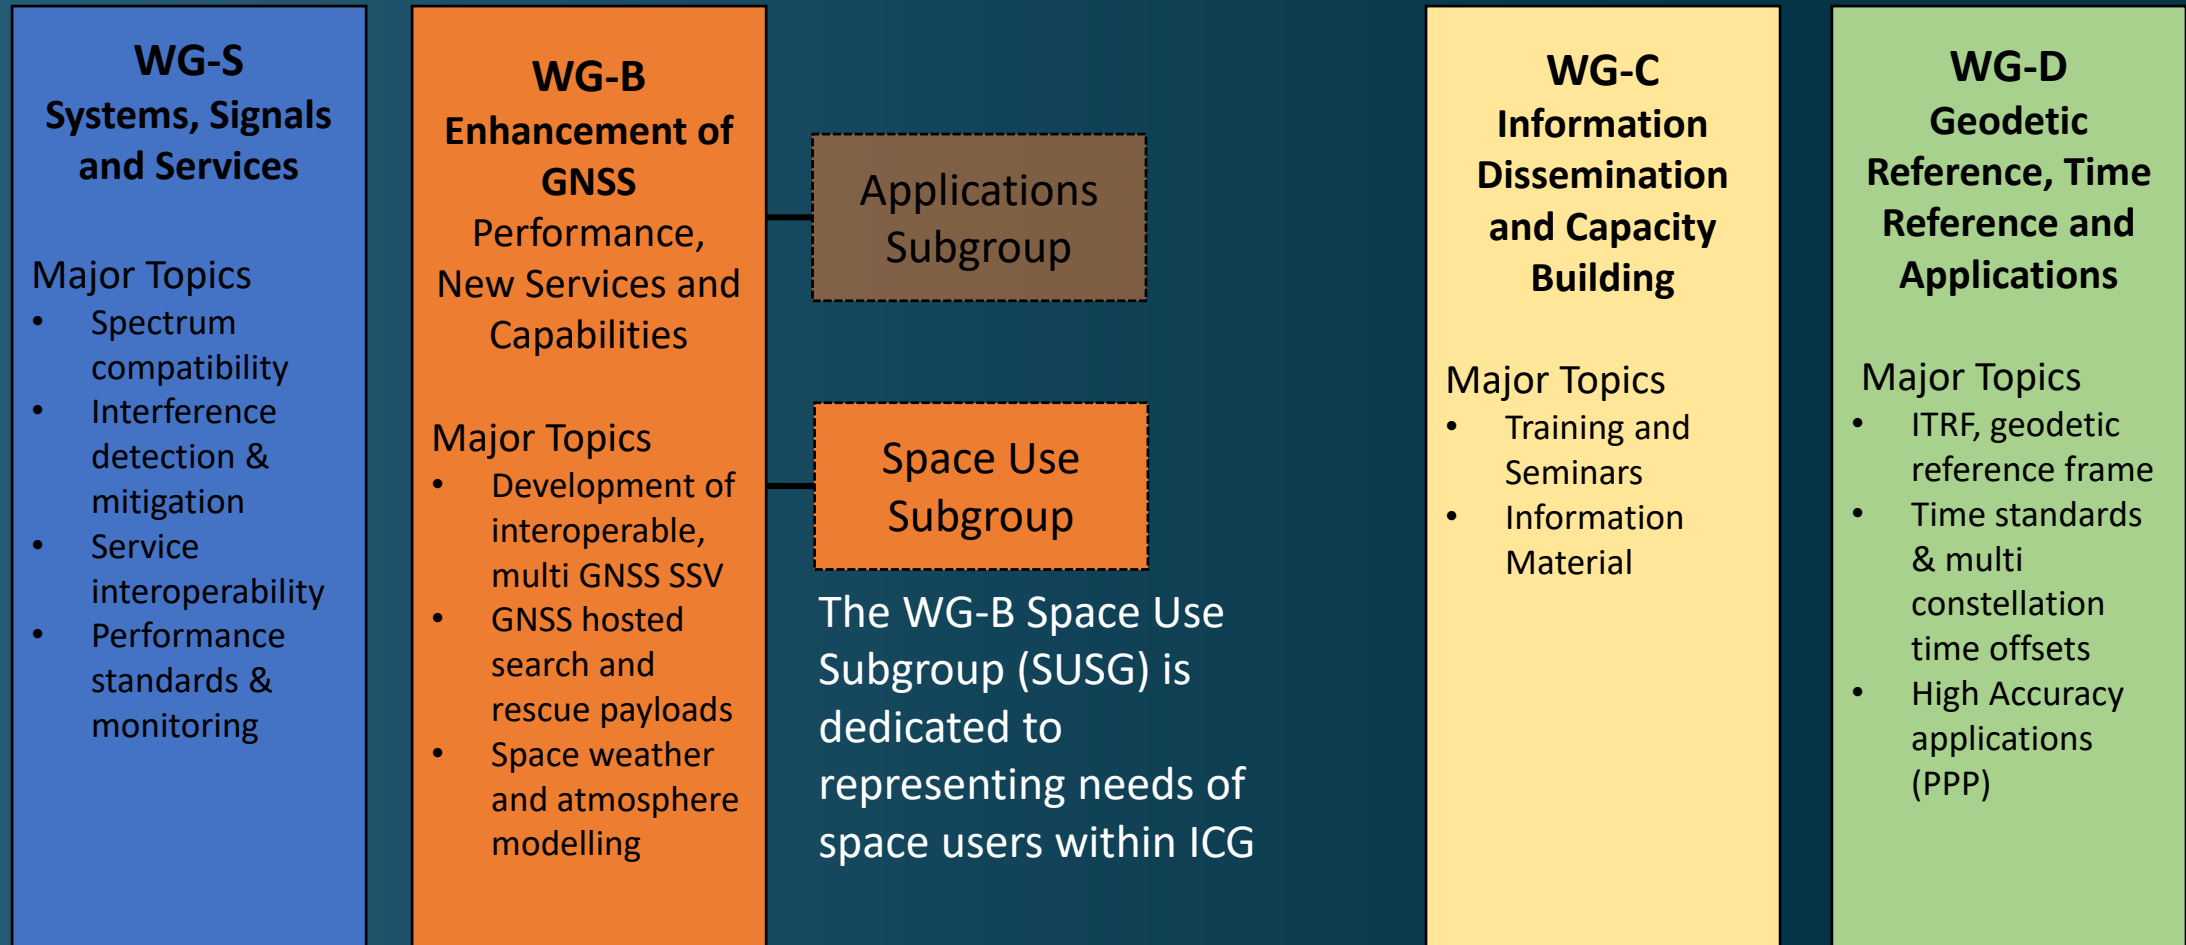 WG-S
Systems, Signals
and Services
Major Topics
• Spectrum
compatibility
• Interference
detection &
mitigation
• Service
interoperability
• Performance
standards &
monitoring
WG-B
Enhancement of
GNSS
Performance,
New Services and
Capabilities
Major Topics
• Development of
interoperable,
multi GNSS SSV
• GNSS hosted
search and
rescue payloads
• Space weather
and atmosphere
modelling
Applications
Subgroup
Space Use
Subgroup
The WG-B Space Use
Subgroup (SUSG) is
dedicated to
representing needs of
space users within ICG
WG-C
Information
Dissemination
and Capacity
Building
Major Topics
• Training and
Seminars
• Information
Material
WG-D
Geodetic
Reference, Time
Reference and
Applications
Major Topics
• ITRF, geodetic
reference frame
• Time standards
& multi
constellation
time offsets
• High Accuracy
applications
(PPP)